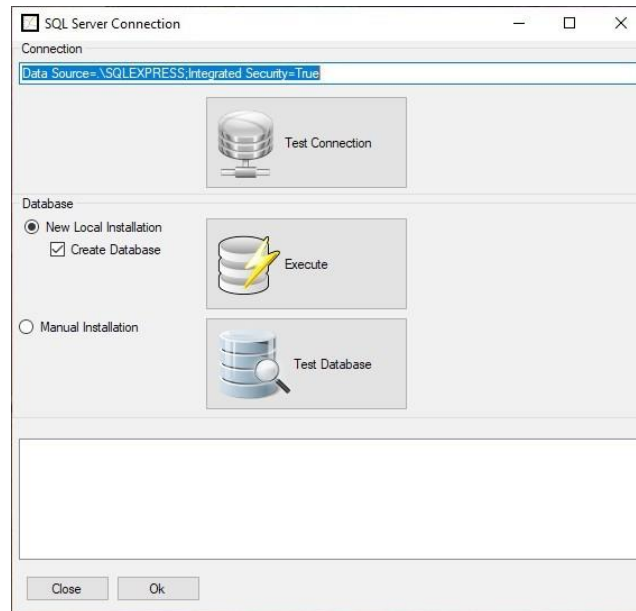 SQL Server Connection
Connection
Data Source=.\SQLEXPRESS;Integrated Security=True
Test Connection
Database
New Local Installation
Create Database
Execute
Manual Installation
Test Database
Close
Ok